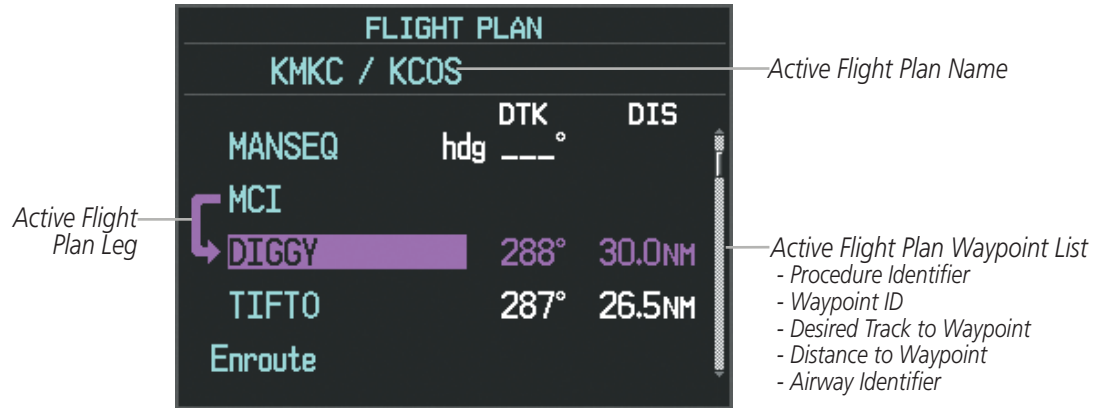 FLIGHT PLAN
KMKC / KCOS
Active Flight Plan Name
DTK DIS
MANSEQ hdg ___°
MCI
Active Flight
Plan Leg
DIGGY 288° 30.0NM
Active Flight Plan Waypoint List
- Procedure Identifier
- Waypoint ID
- Desired Track to Waypoint
- Distance to Waypoint
- Airway Identifier
TIFTO 287° 26.5NM
Enroute